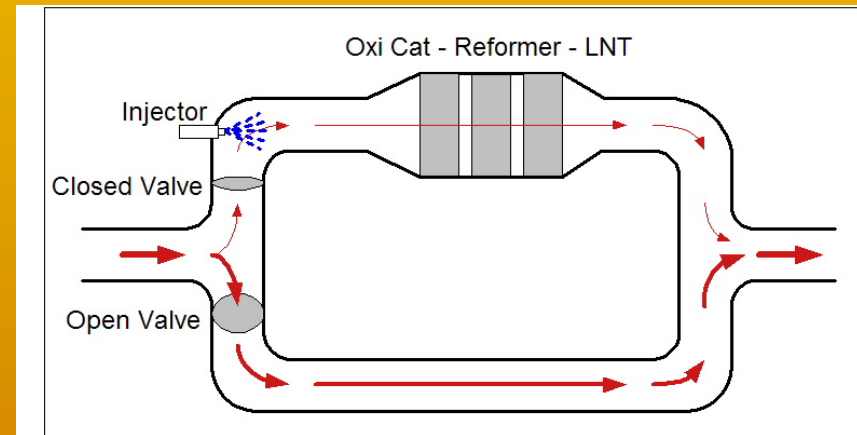 Oxi Cat - Reformer - LNT
Injector
Closed Valve
Open Valve